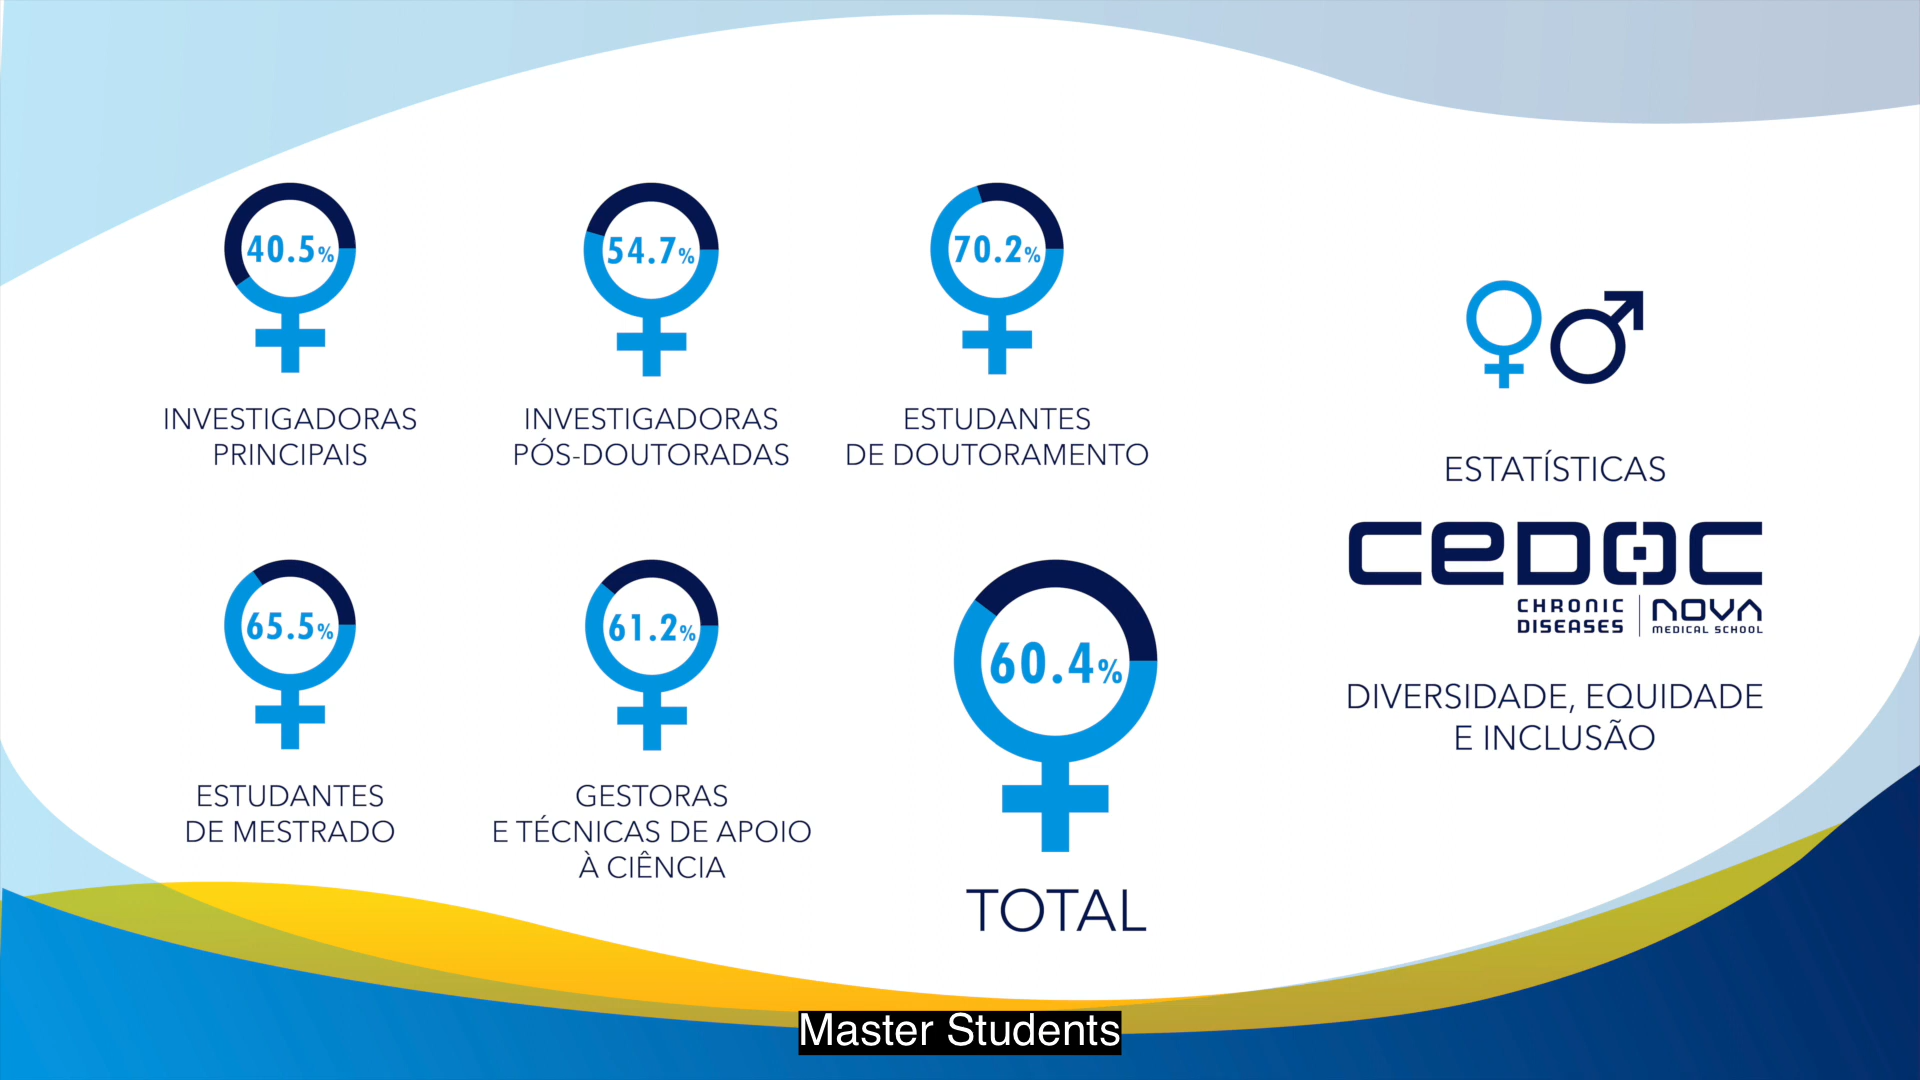 40.5%
INVESTIGADORAS
PRINCIPAIS
54.7%
INVESTIGADORAS
PÓS-DOUTORADAS
70.2%
ESTUDANTES
DE DOUTORAMENTO
65.5%
ESTUDANTES
DE MESTRADO
61.2%
GESTORAS
E TÉCNICAS DE APOIO
À CIÊNCIA
60.4%
TOTAL
ESTATÍSTICAS
CEDOC
CHRONIC
DISEASES
NOVA
MEDICAL SCHOOL
DIVERSIDADE, EQUIDADE
E INCLUSÃO
Master Students